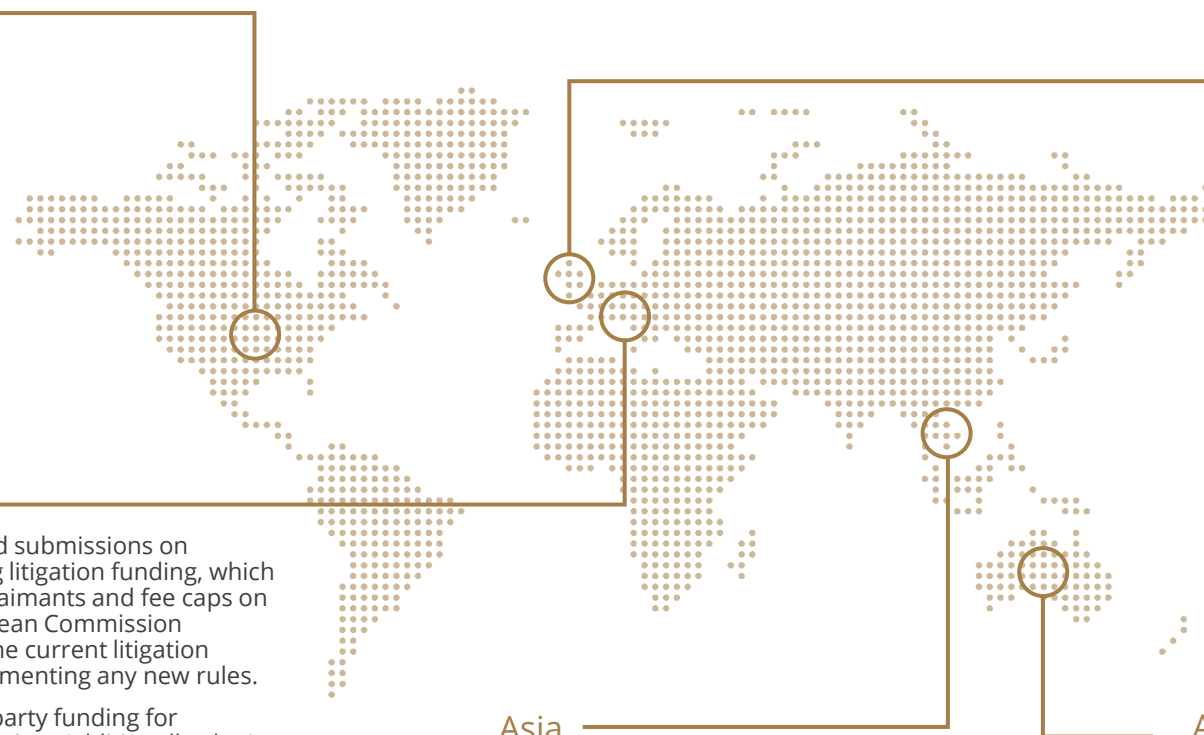 d submissions on
litigation funding, which
aimants and fee caps on
ean Commission
e current litigation
menting any new rules.
party funding for
Asia
A